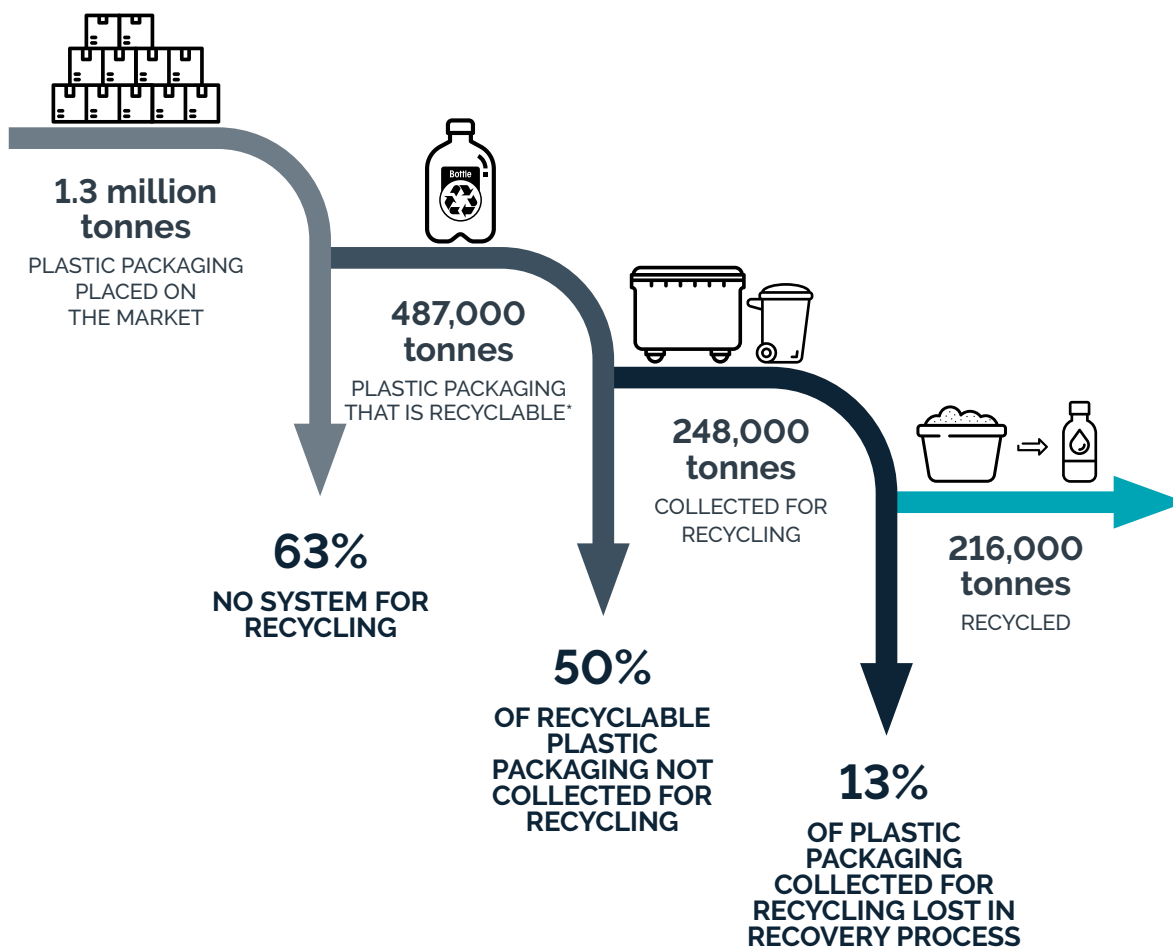 1.3 million
tonnes
PLASTIC PACKAGING
PLACED ON
THE MARKET
Bottle
487,000
tonnes
PLASTIC PACKAGING
THAT IS RECYCLABLE*
248,000
tonnes
COLLECTED FOR
RECYCLING
216,000
tonnes
RECYCLED
63%
NO SYSTEM FOR
RECYCLING
50%
OF RECYCLABLE
PLASTIC
PACKAGING NOT
COLLECTED FOR
RECYCLING
13%
OF PLASTIC
PACKAGING
COLLECTED FOR
RECYCLING LOST IN
RECOVERY PROCESS